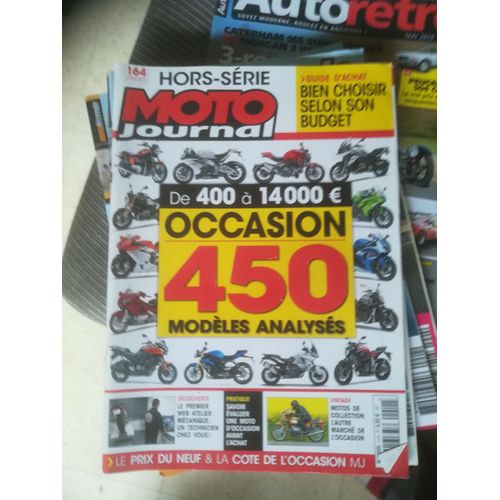 Autoretro
SOYEZ MODERNE, ROULEZ EN ANCIENNE !
CATERHAM
MORGAN
164
PAGES
HORS-SÉRIE
MOTO
Journal
> GUIDE D'ACHAT
BIEN CHOISIR
SELON SON
BUDGET
De 400 à 14 000 €
OCCASION
450
MODÈLES ANALYSÉS
DÉCOUVERTE
LE PREMIER
WEB ATELIER
MÉCANIQUE :
UN TECHNICIEN
CHEZ VOUS !
PRATIQUE
SAVOIR
ÉVALUER
UNE MOTO
D'OCCASION
AVANT
L'ACHAT
VINTAGE
MOTOS DE
COLLECTION,
L'AUTRE
MARCHÉ DE
L'OCCASION
> LE PRIX DU NEUF & LA COTE DE L'OCCASION MJ